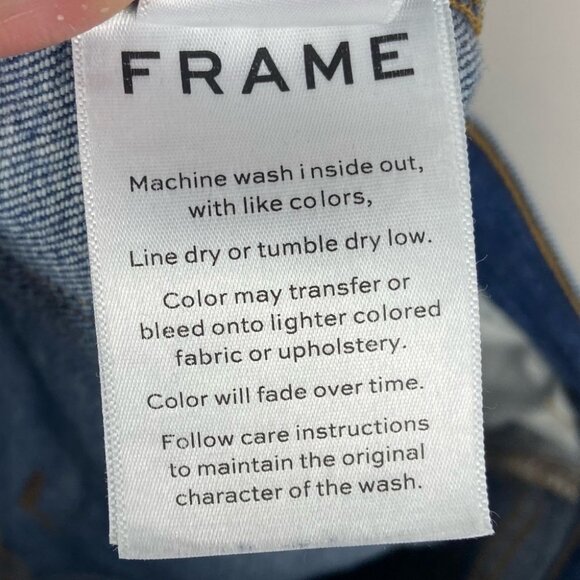 FRAME
Machine wash inside out,
with like colors,
Line dry or tumble dry low.
Color may transfer or
bleed onto lighter colored
fabric or upholstery.
Color will fade over time.
Follow care instructions
to maintain the original
character of the wash.